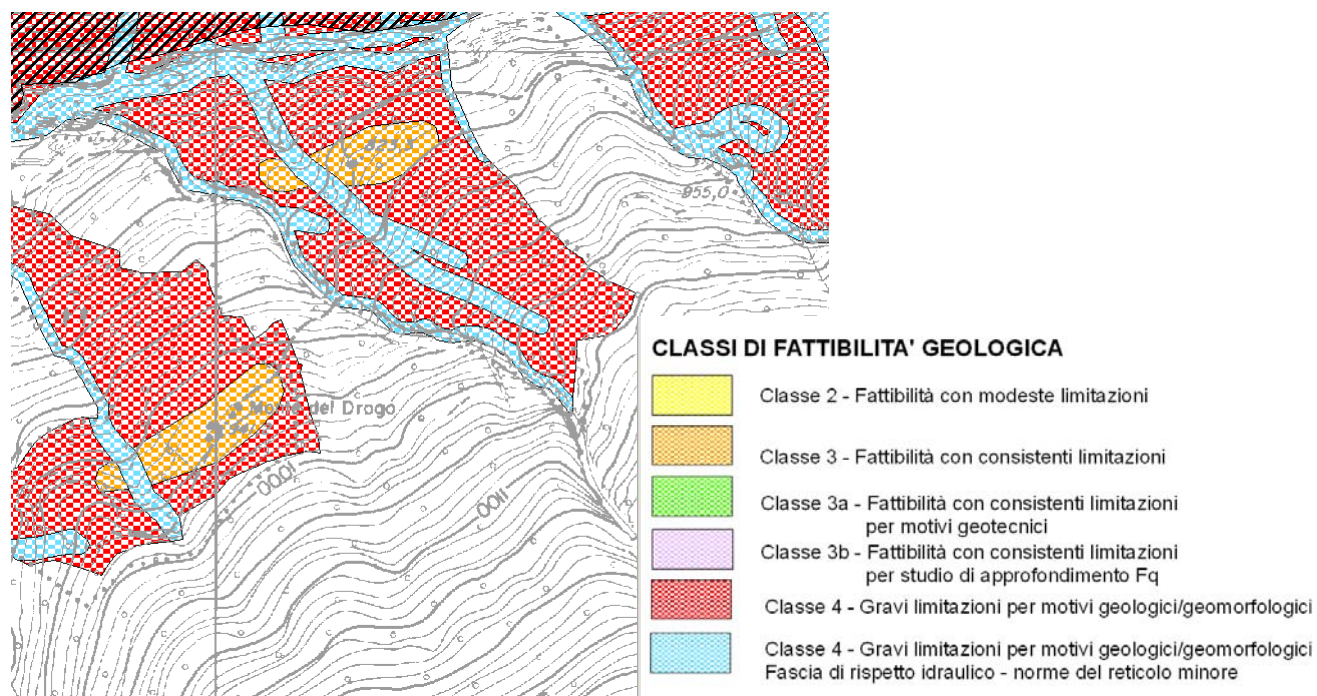 955,0
del Drago
1000
1100
CLASSI DI FATTIBILITA' GEOLOGICA
Classe 2 - Fattibilità con modeste limitazioni
Classe 3 - Fattibilità con consistenti limitazioni
Classe 3a - Fattibilità con consistenti limitazioni
per motivi geotecnici
Classe 3b - Fattibilità con consistenti limitazioni
per studio di approfondimento Fq
Classe 4 - Gravi limitazioni per motivi geologici/geomorfologici
Classe 4 - Gravi limitazioni per motivi geologici/geomorfologici
Fascia di rispetto idraulico - norme del reticolo minore